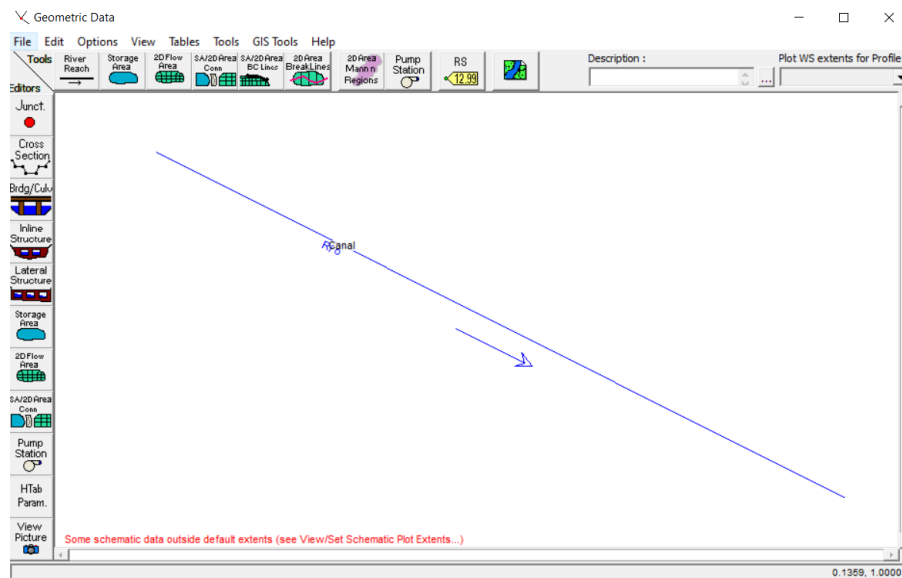 Geometric Data
File Edit Options View Tables Tools GIS Tools Help
Tools
Editors
River
Reach
Storage
Area
2D Flow
Area
SA/2D Area
Conn
SA/2D Area
BC Lines
2D Area
BreakLines
2D Area
Mann n
Regions
Pump
Station
RS
12.99
Description :
...
Plot WS extents for Profile
Junct.
Cross
Section
Brdg/Culv
Inline
Structure
Lateral
Structure
Storage
Area
2D Flow
Area
SA/2D Area
Conn
Pump
Station
HTab
Param.
View
Picture
Canal
Some schematic data outside default extents (see View/Set Schematic Plot Extents...)
0.1359, 1.0000